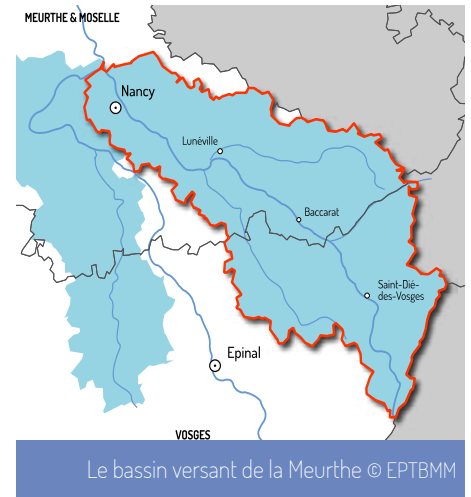 MEURTHE & MOSELLE
Nancy
Lunéville
Baccarat
Saint-Dié-
des-Vosges
Epinal
VOSGES
Le bassin versant de la Meurthe © EPTBMM